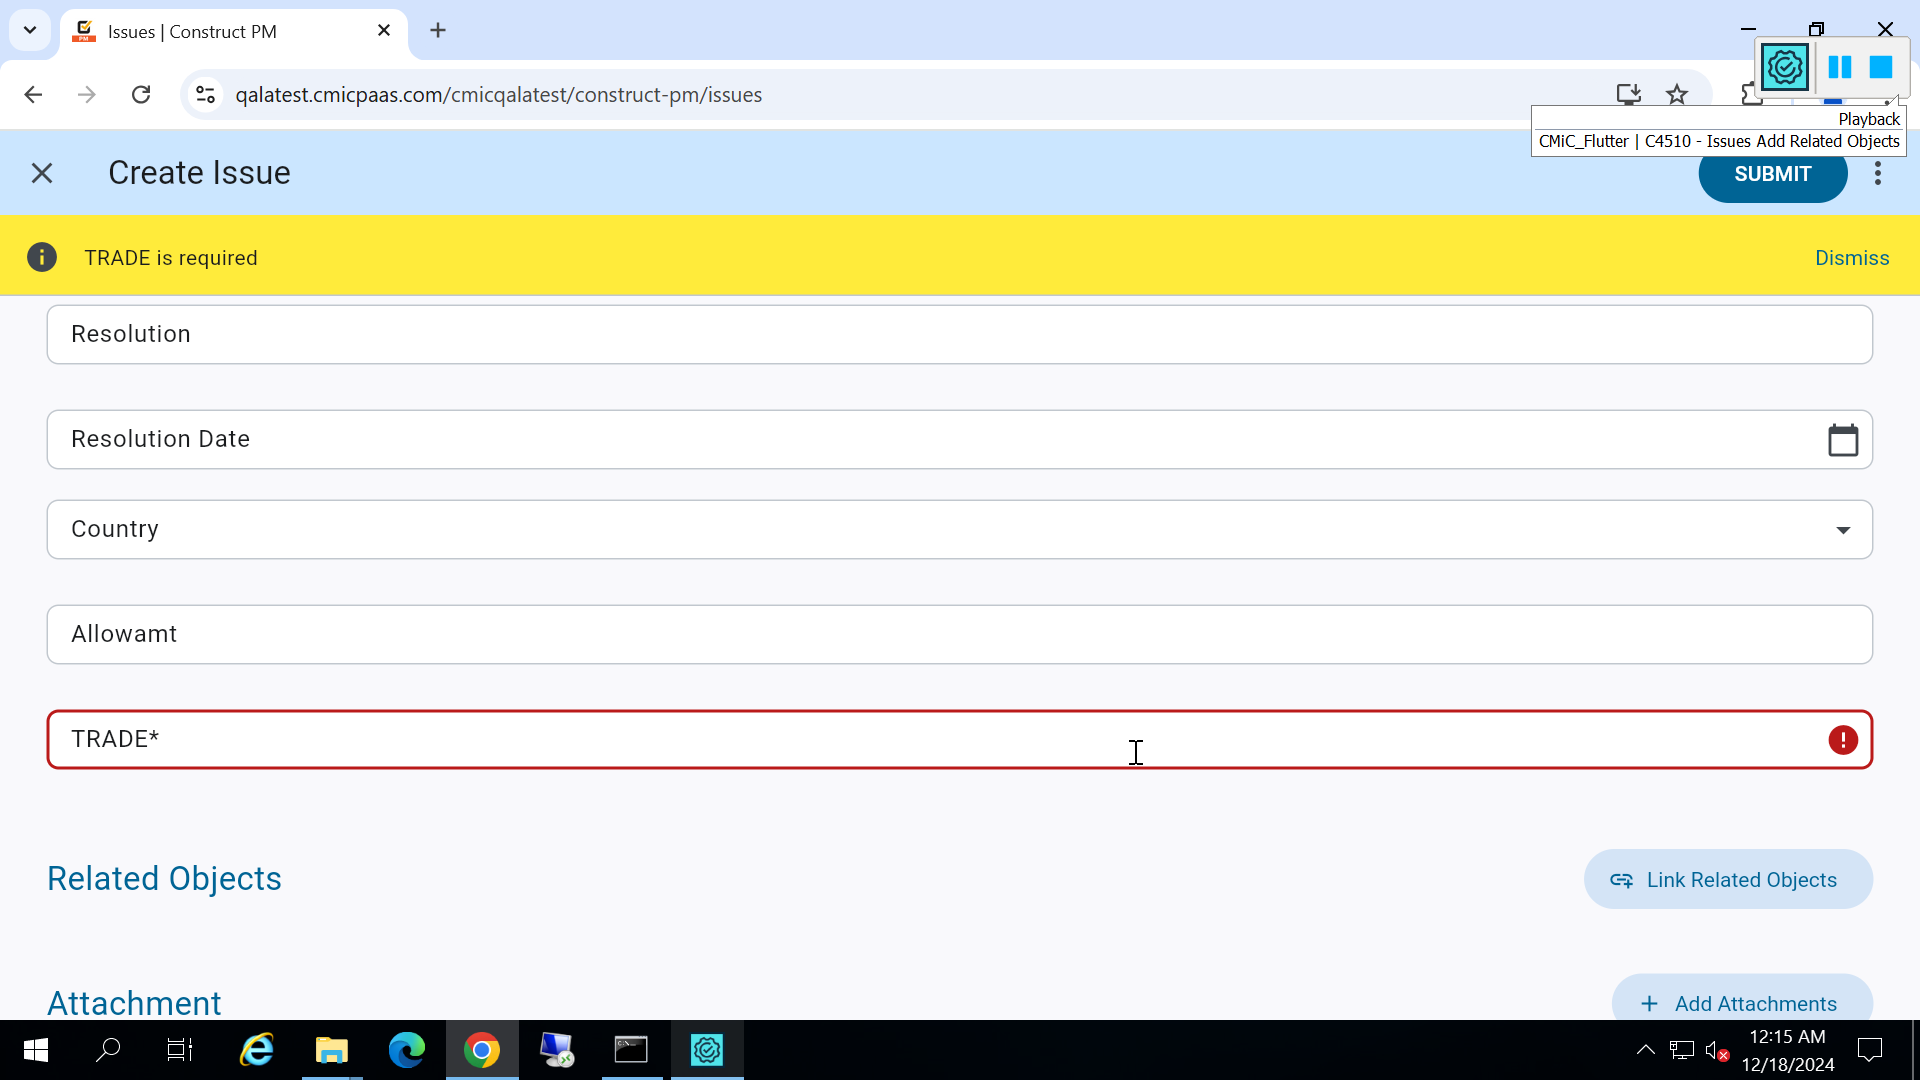 Issues | Construct PM
qalatest.cmicpaas.com/cmicqalatest/construct-pm/issues
Playback
CMiC_Flutter | C4510 - Issues Add Related Objects
Create Issue
SUBMIT
TRADE is required
Dismiss
Resolution
Resolution Date
Country
Allowamt
TRADE*
Related Objects
Link Related Objects
Attachment
Add Attachments
12:15 AM
12/18/2024